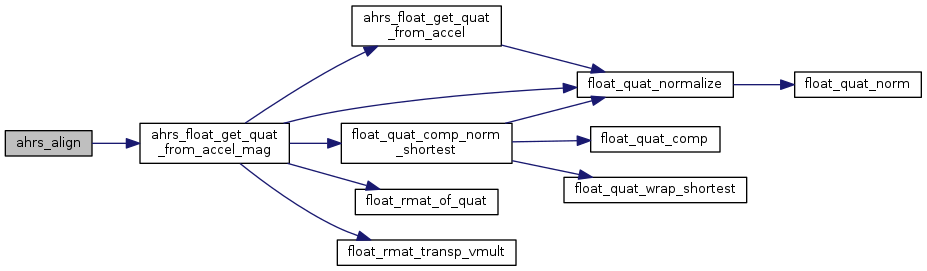 ahrs_align
ahrs_float_get_quat
_from_accel_mag
ahrs_float_get_quat
_from_accel
float_quat_comp_norm
_shortest
float_rmat_of_quat
float_rmat_transp_vmult
float_quat_normalize
float_quat_comp
float_quat_wrap_shortest
float_quat_norm